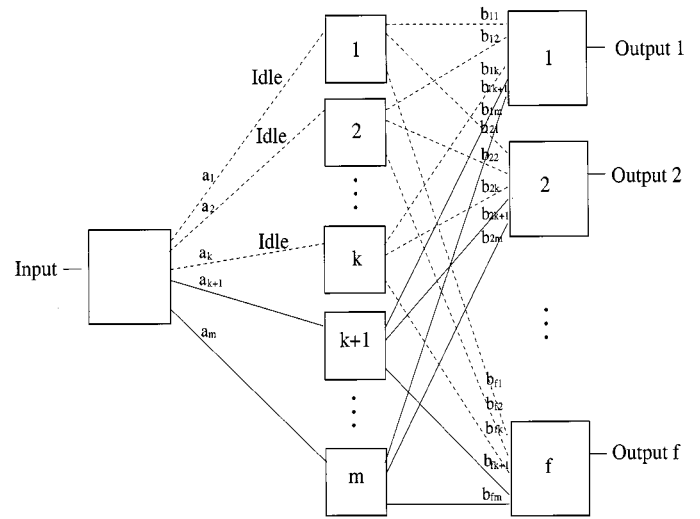 b11
1
1
Output 1
b12
Idle
b1k
b1k+1
b1m
Idle
2
b21
b22
a1
2
Output 2
b2k
a2
b2k+1
Idle
b2m
ak
k
Input
ak+1
am
k+1
bf1
bf2
bfk
Output f
m
bfk+1
f
bfm